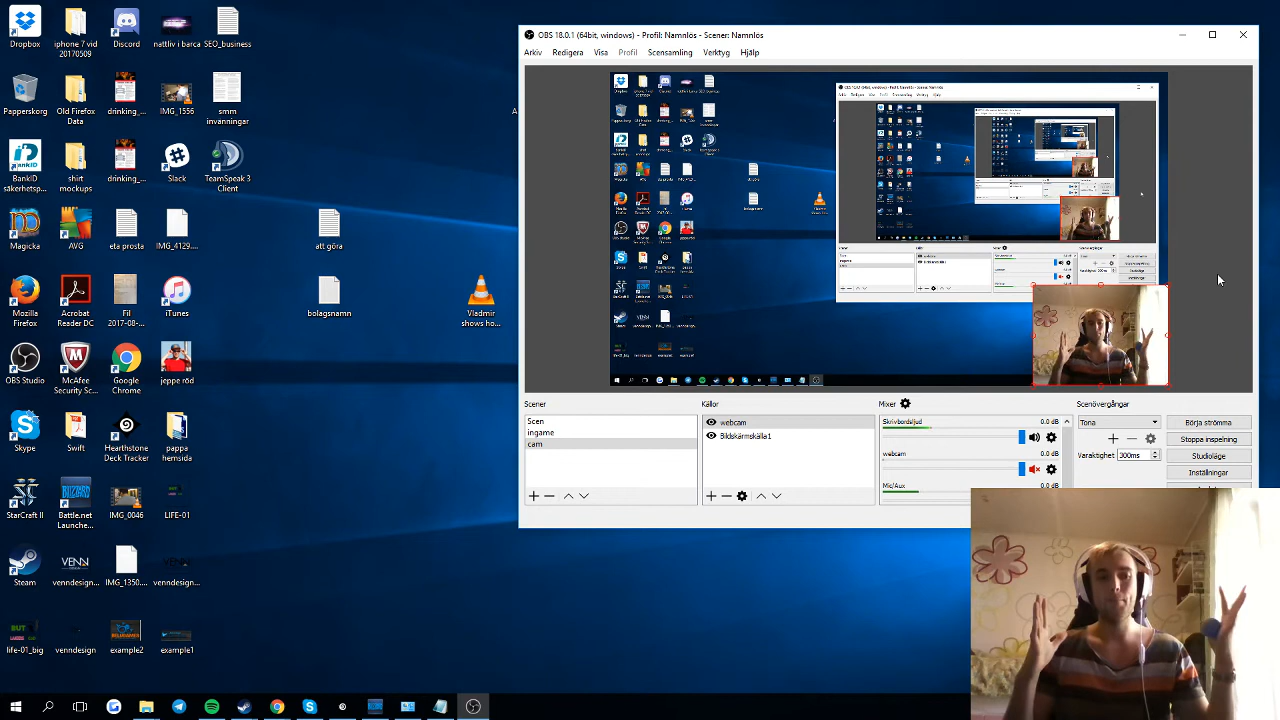 Dropbox
iphone 7 vid
20170509
Discord
nattliv i barca
SEO_business
Papperskorg
Old Firefox
Data
drinking_...
IMG_1556
smm
invanningar
BankID
säkerhetsp...
shirt
mockups
drinking_...
Slack
TeamSpeak 3
Client
Magicka
AVG
eta prosta
IMG_4129....
att göra
Mozilla
Firefox
Acrobat
Reader DC
Fil
2017-08-...
iTunes
bolagsnamn
Vladmir
shows ho...
OBS Studio
McAfee
Security Sc...
Google
Chrome
jeppe röd
Skype
Swift
Hearthstone
Deck Tracker
pappa
hemsida
StarCraft II
Battle.net
Launche...
IMG_0046
LIFE-01
Steam
venndesign...
IMG_1350....
venndesign...
life-01_big
venndesign
example2
example1
OBS 18.0.1 (64bit, windows) - Profil: Namnlös - Scener: Namnlös
Arkiv Redigera Visa Profil Scensamling Verktyg Hjälp
Scener
Scen
ingame
cam
Källor
webcam
Bildskärmskälla1
Mixer
Skrivbordsljud 0.0 dB
webcam 0.0 dB
Mic/Aux 0.0 dB
Scenövergångar
Tona
Varaktighet 300ms
Börja strömma
Stoppa inspelning
Studioläge
Inställningar